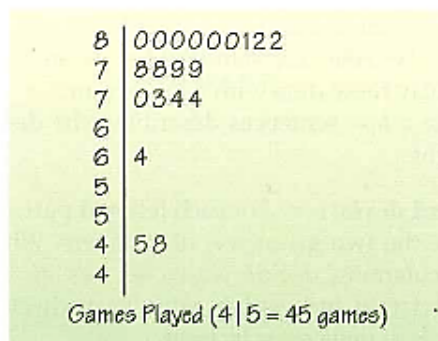 8 | 000000122
7 | 8899
7 | 0344
6 |
6 | 4
5 |
5 |
4 | 58
4 |
Games Played (4|5 = 45 games)